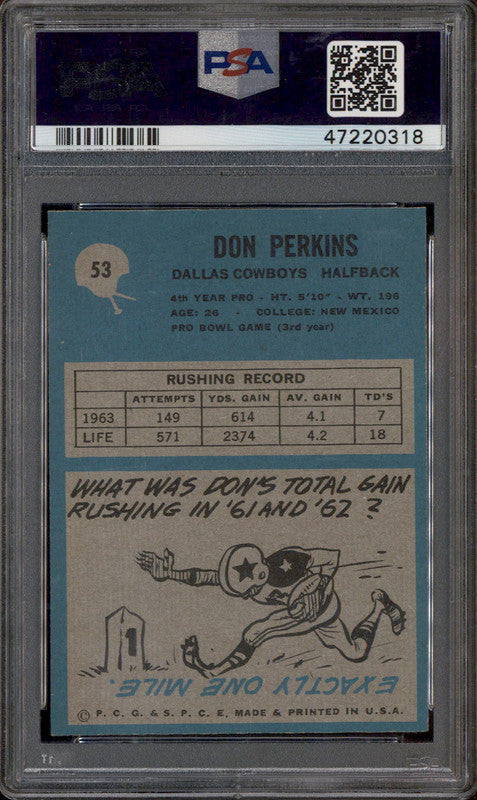 PSA
47220318
53
DON PERKINS
DALLAS COWBOYS HALFBACK
4th YEAR PRO - HT. 5'10" - WT. 196
AGE: 26 - COLLEGE: NEW MEXICO
PRO BOWL GAME (3rd year)
RUSHING RECORD
ATTEMPTS YDS. GAIN AV. GAIN TD'S
1963 149 614 4.1 7
LIFE 571 2374 4.2 18
WHAT WAS DON'S TOTAL GAIN
RUSHING IN '61 AND '62 ?
1
EXACTLY ONE MILE.
© P. C. G. & S. P. C. E, MADE & PRINTED IN U.S.A.